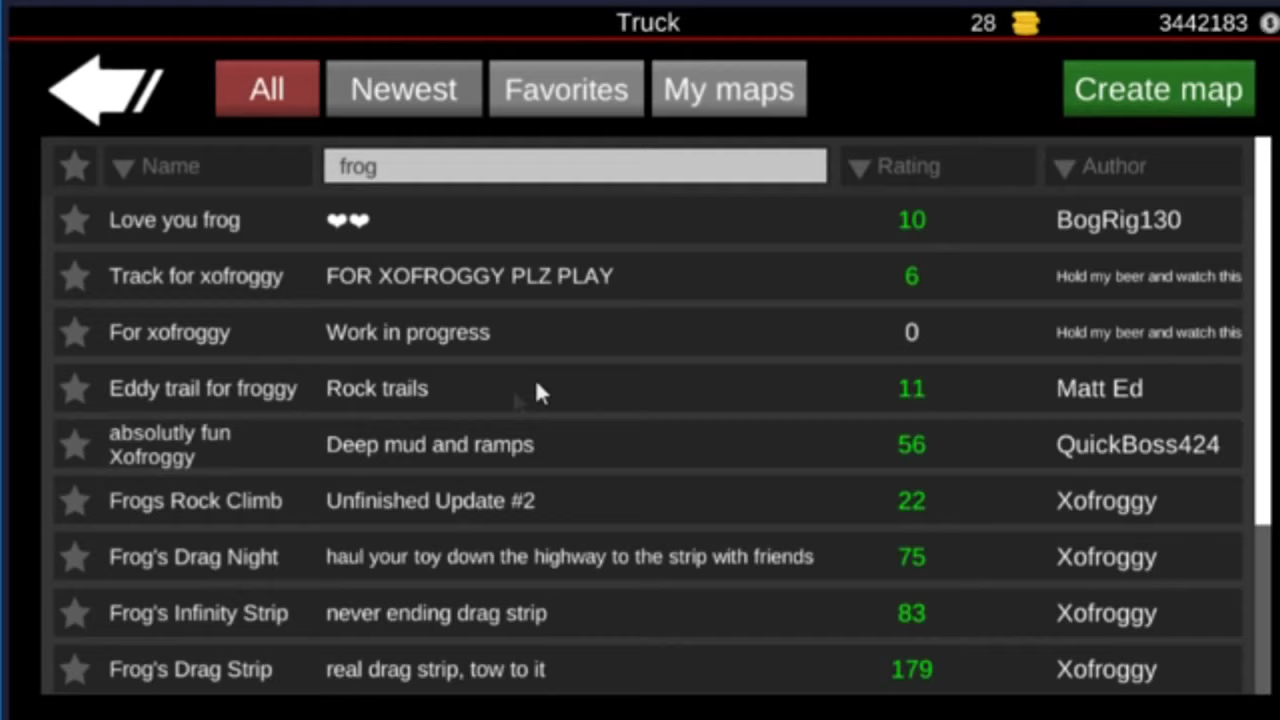 Truck 28 3442183
All Newest Favorites My maps Create map
Name frog Rating Author
Love you frog ❤❤ 10 BogRig130
Track for xofroggy FOR XOFROGGY PLZ PLAY 6 Hold my beer and watch this
For xofroggy Work in progress 0 Hold my beer and watch this
Eddy trail for froggy Rock trails 11 Matt Ed
absolutly fun
Xofroggy Deep mud and ramps 56 QuickBoss424
Frogs Rock Climb Unfinished Update #2 22 Xofroggy
Frog's Drag Night haul your toy down the highway to the strip with friends 75 Xofroggy
Frog's Infinity Strip never ending drag strip 83 Xofroggy
Frog's Drag Strip real drag strip, tow to it 179 Xofroggy